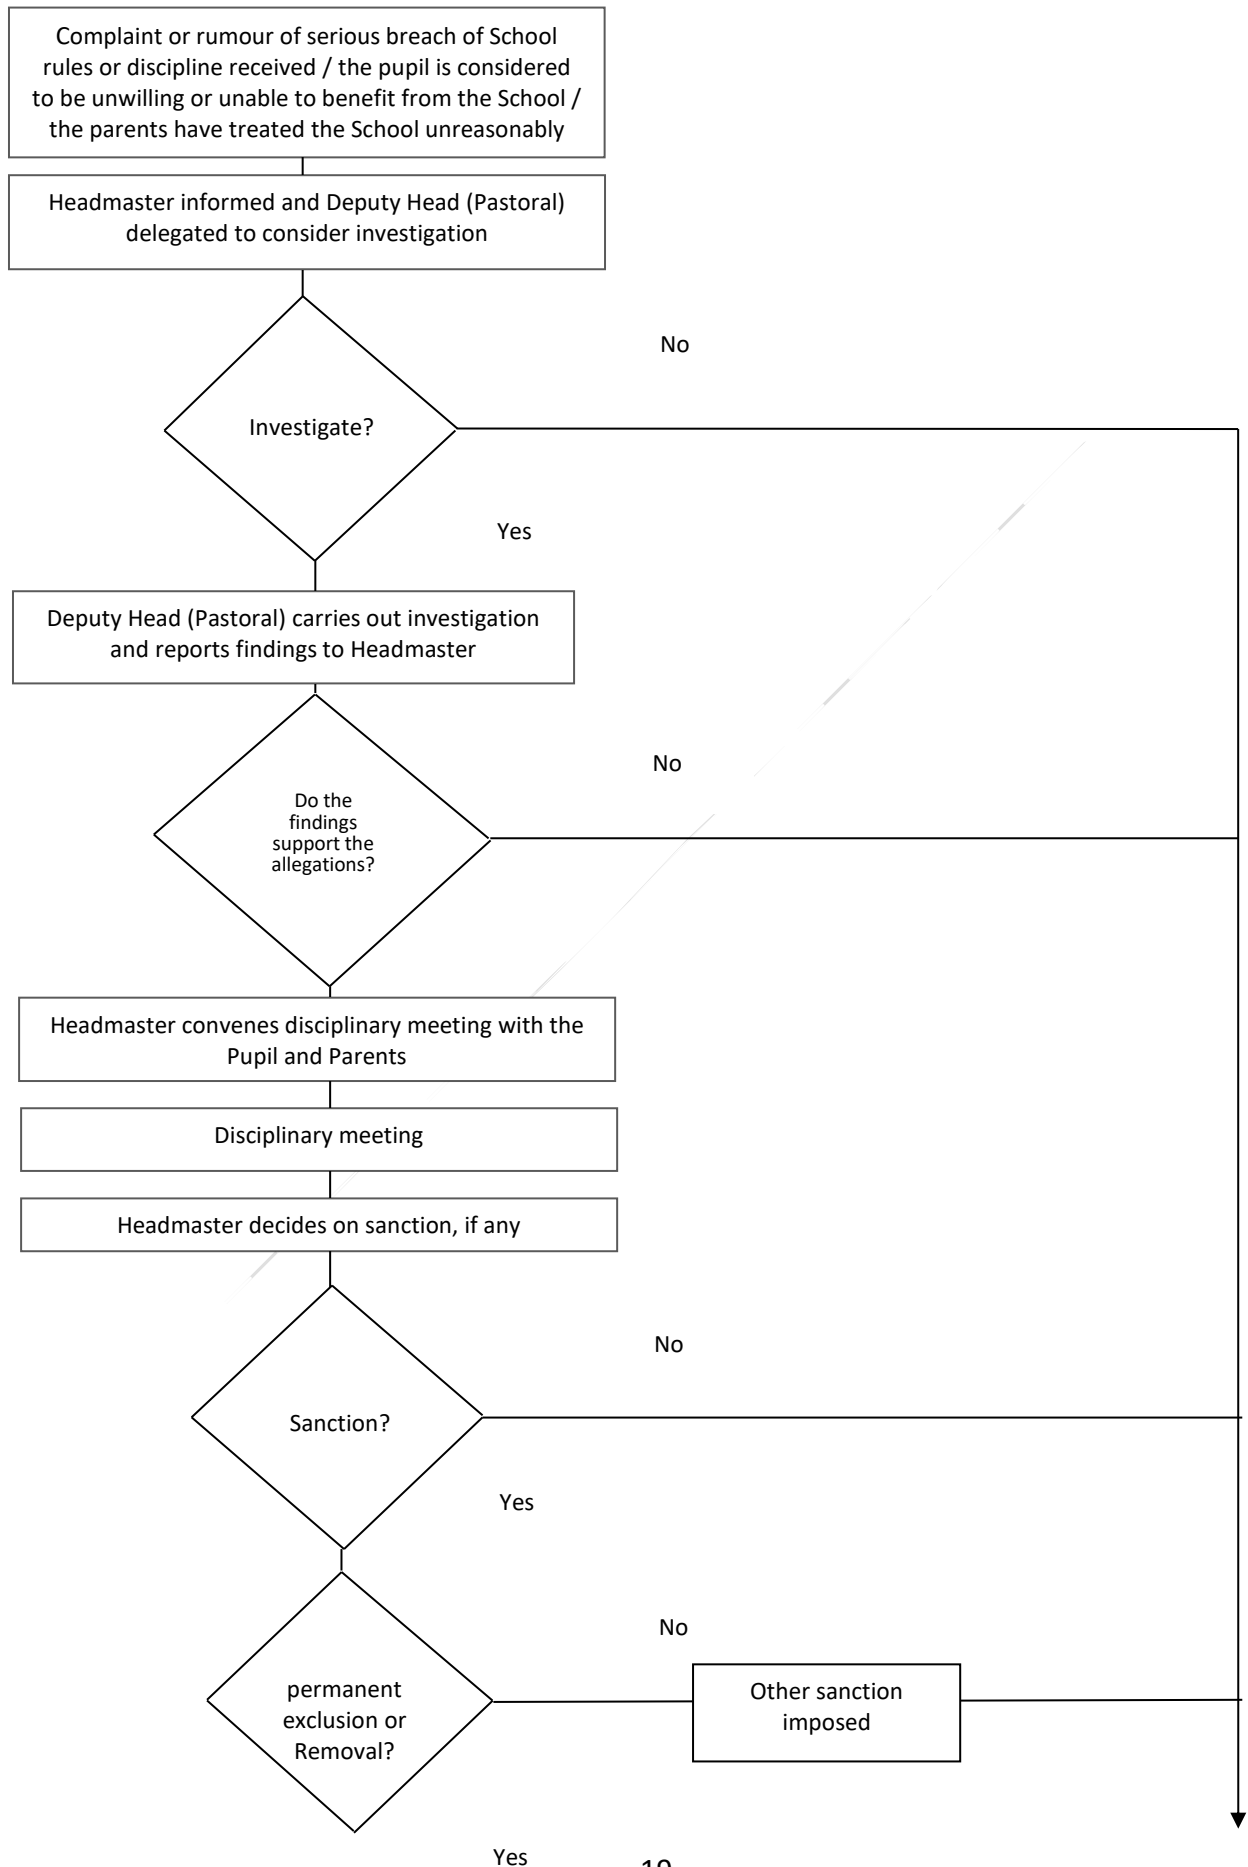 Complaint or rumour of serious breach of School
rules or discipline received / the pupil is considered
to be unwilling or unable to benefit from the School /
the parents have treated the School unreasonably
Headmaster informed and Deputy Head (Pastoral)
delegated to consider investigation
No
Investigate?
Yes
Deputy Head (Pastoral) carries out investigation
and reports findings to Headmaster
No
Do the
findings
support the
allegations?
Headmaster convenes disciplinary meeting with the
Pupil and Parents
Disciplinary meeting
Headmaster decides on sanction, if any
No
Sanction?
Yes
No
permanent
exclusion or
Removal?
Other sanction
imposed
Yes